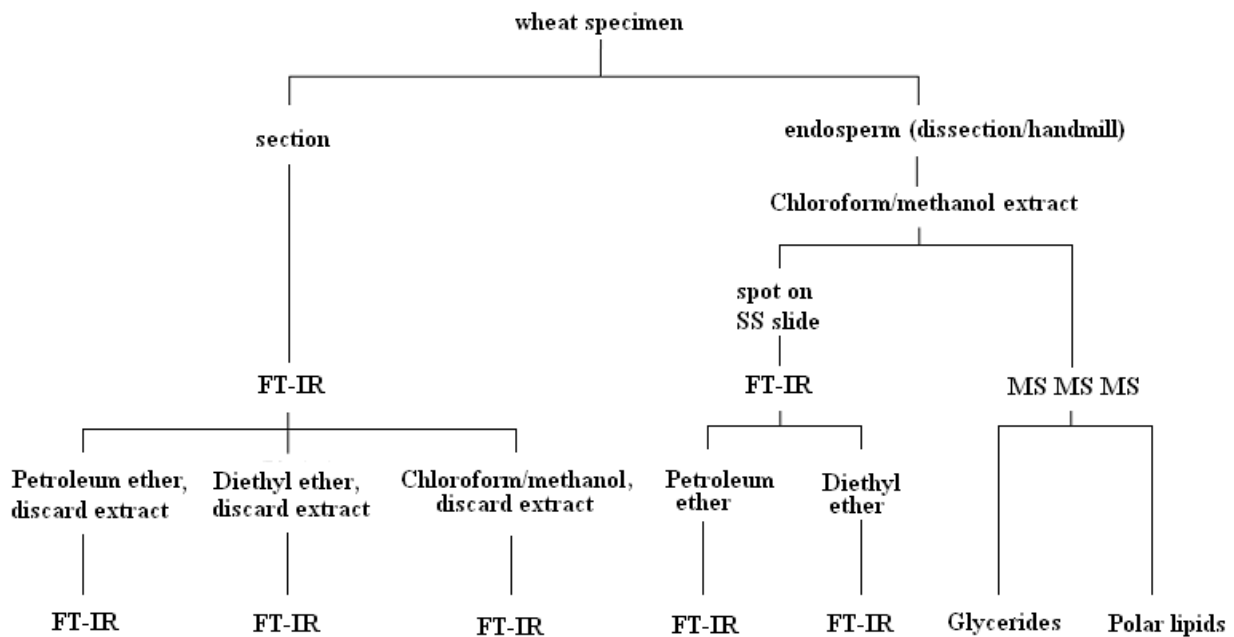 wheat specimen
section
endosperm (dissection/handmill)
Chloroform/methanol extract
spot on
SS slide
FT-IR
FT-IR
MS MS MS
Petroleum ether,
discard extract
Diethyl ether,
discard extract
Chloroform/methanol,
discard extract
Petroleum
ether
Diethyl
ether
FT-IR
FT-IR
FT-IR
FT-IR
FT-IR
Glycerides
Polar lipids